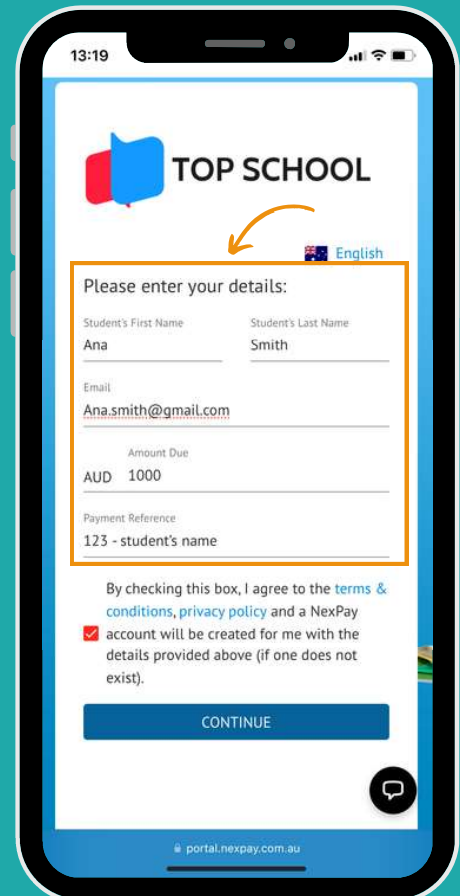 13:19
TOP SCHOOL
English
Please enter your details:
Student's First Name Student's Last Name
Ana Smith
Email
Ana.smith@gmail.com
Amount Due
AUD 1000
Payment Reference
123 - student's name
By checking this box, I agree to the terms &
conditions, privacy policy and a NexPay
account will be created for me with the
details provided above (if one does not
exist).
CONTINUE
portal.nexpay.com.au